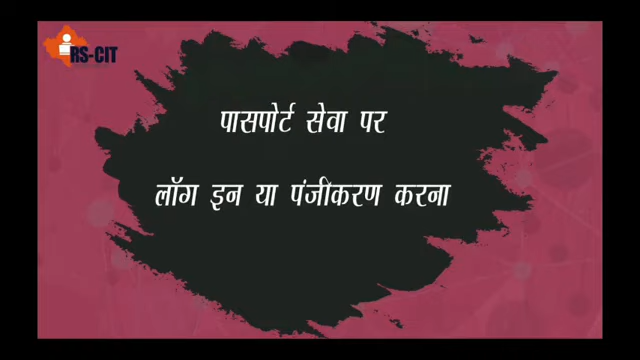 RS-CIT
पासपोर्ट सेवा पर
लॉग इन या पंजीकरण करना